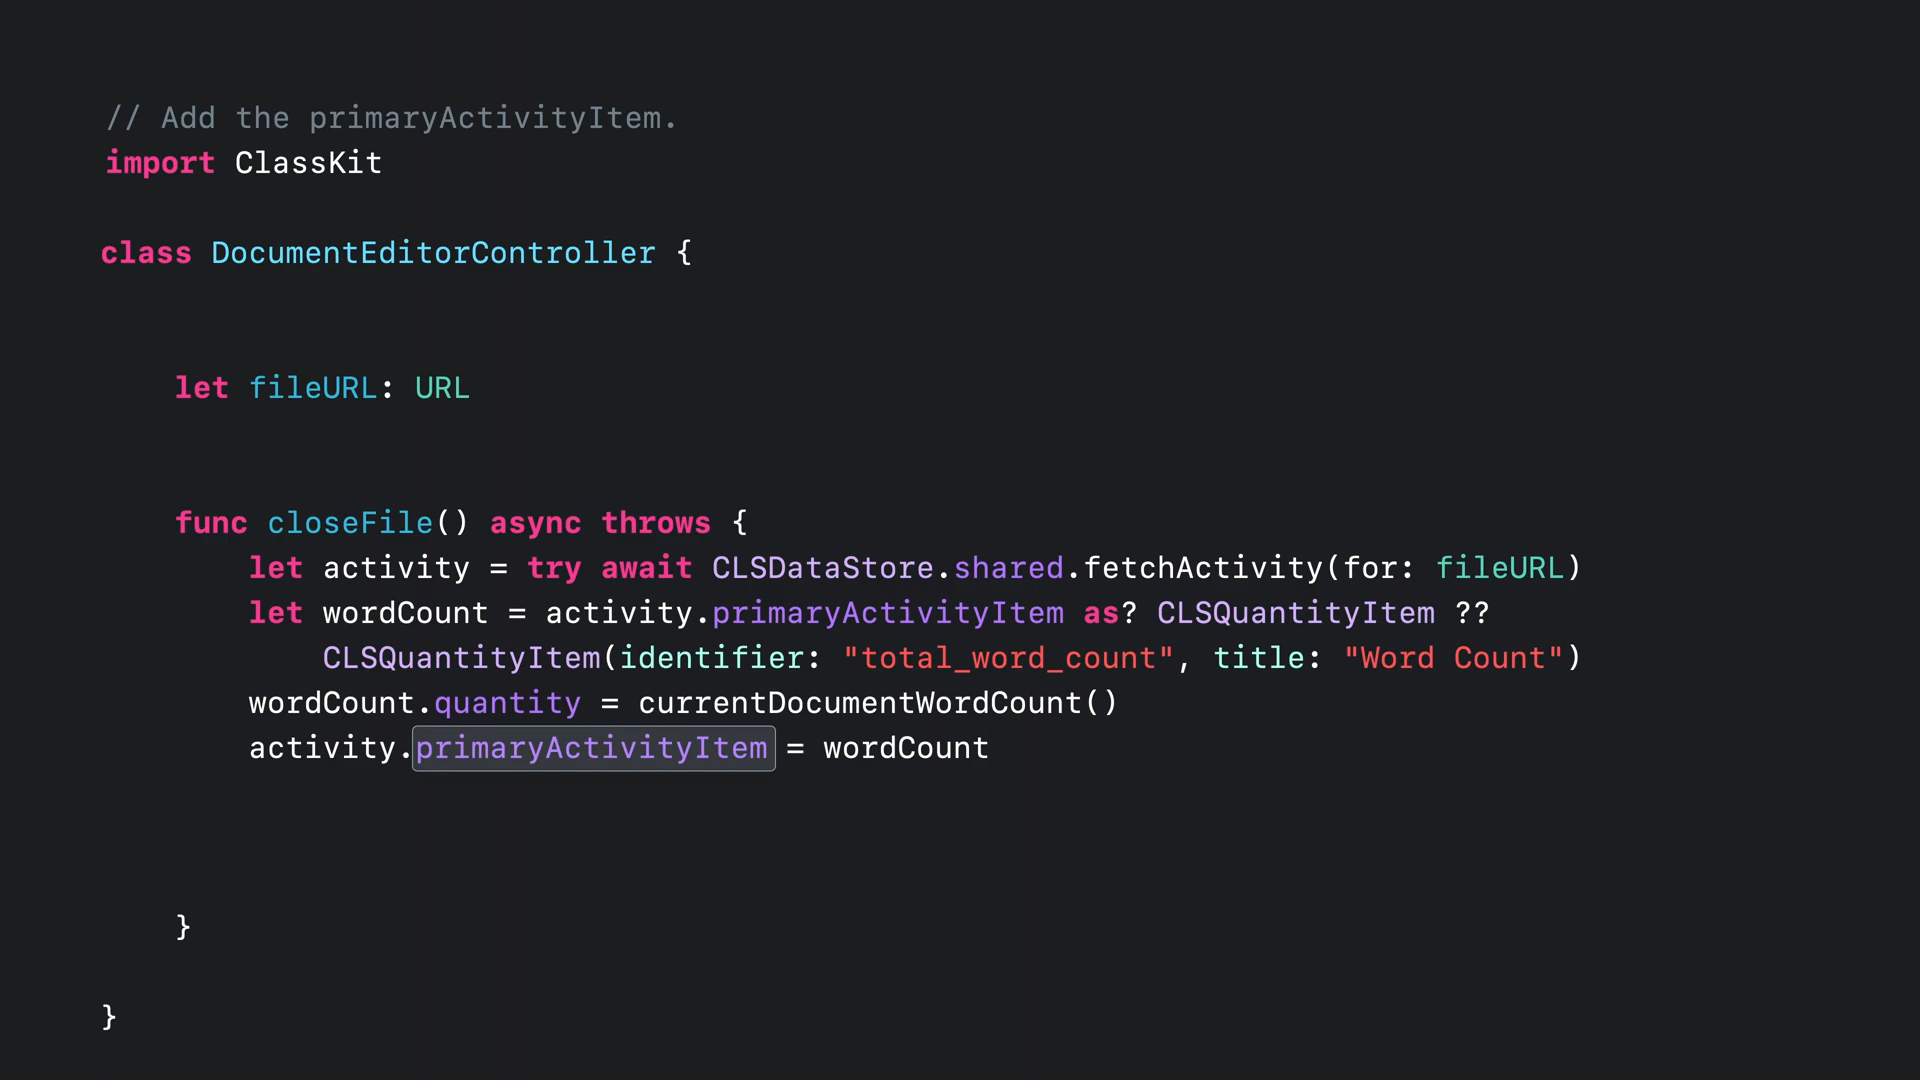 // Add the primaryActivityItem.
import ClassKit
class DocumentEditorController {
let fileURL: URL
func closeFile() async throws {
let activity = try await CLSDataStore.shared.fetchActivity(for: fileURL)
let wordCount = activity.primaryActivityItem as? CLSQuantityItem ??
CLSQuantityItem(identifier: "total_word_count", title: "Word Count")
wordCount.quantity = currentDocumentWordCount()
activity.primaryActivityItem = wordCount
}
}